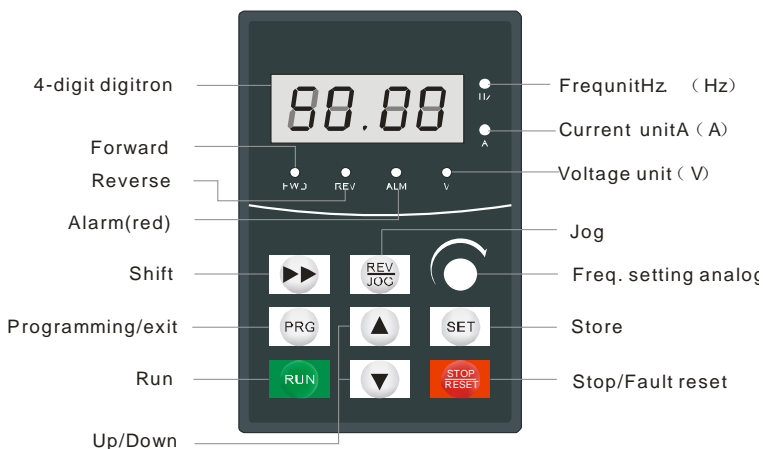 4-digit digitron
50.00
Hz
FrequnitHz. （Hz）
A
Current unitA（A）
Forward
Reverse
Alarm(red)
FWD REV ALM V
Voltage unit（V）
Jog
Shift
REV
JOG
Freq. setting analog
Programming/exit
PRG
SET
Store
Run
RUN
STOP
RESET
Stop/Fault reset
Up/Down